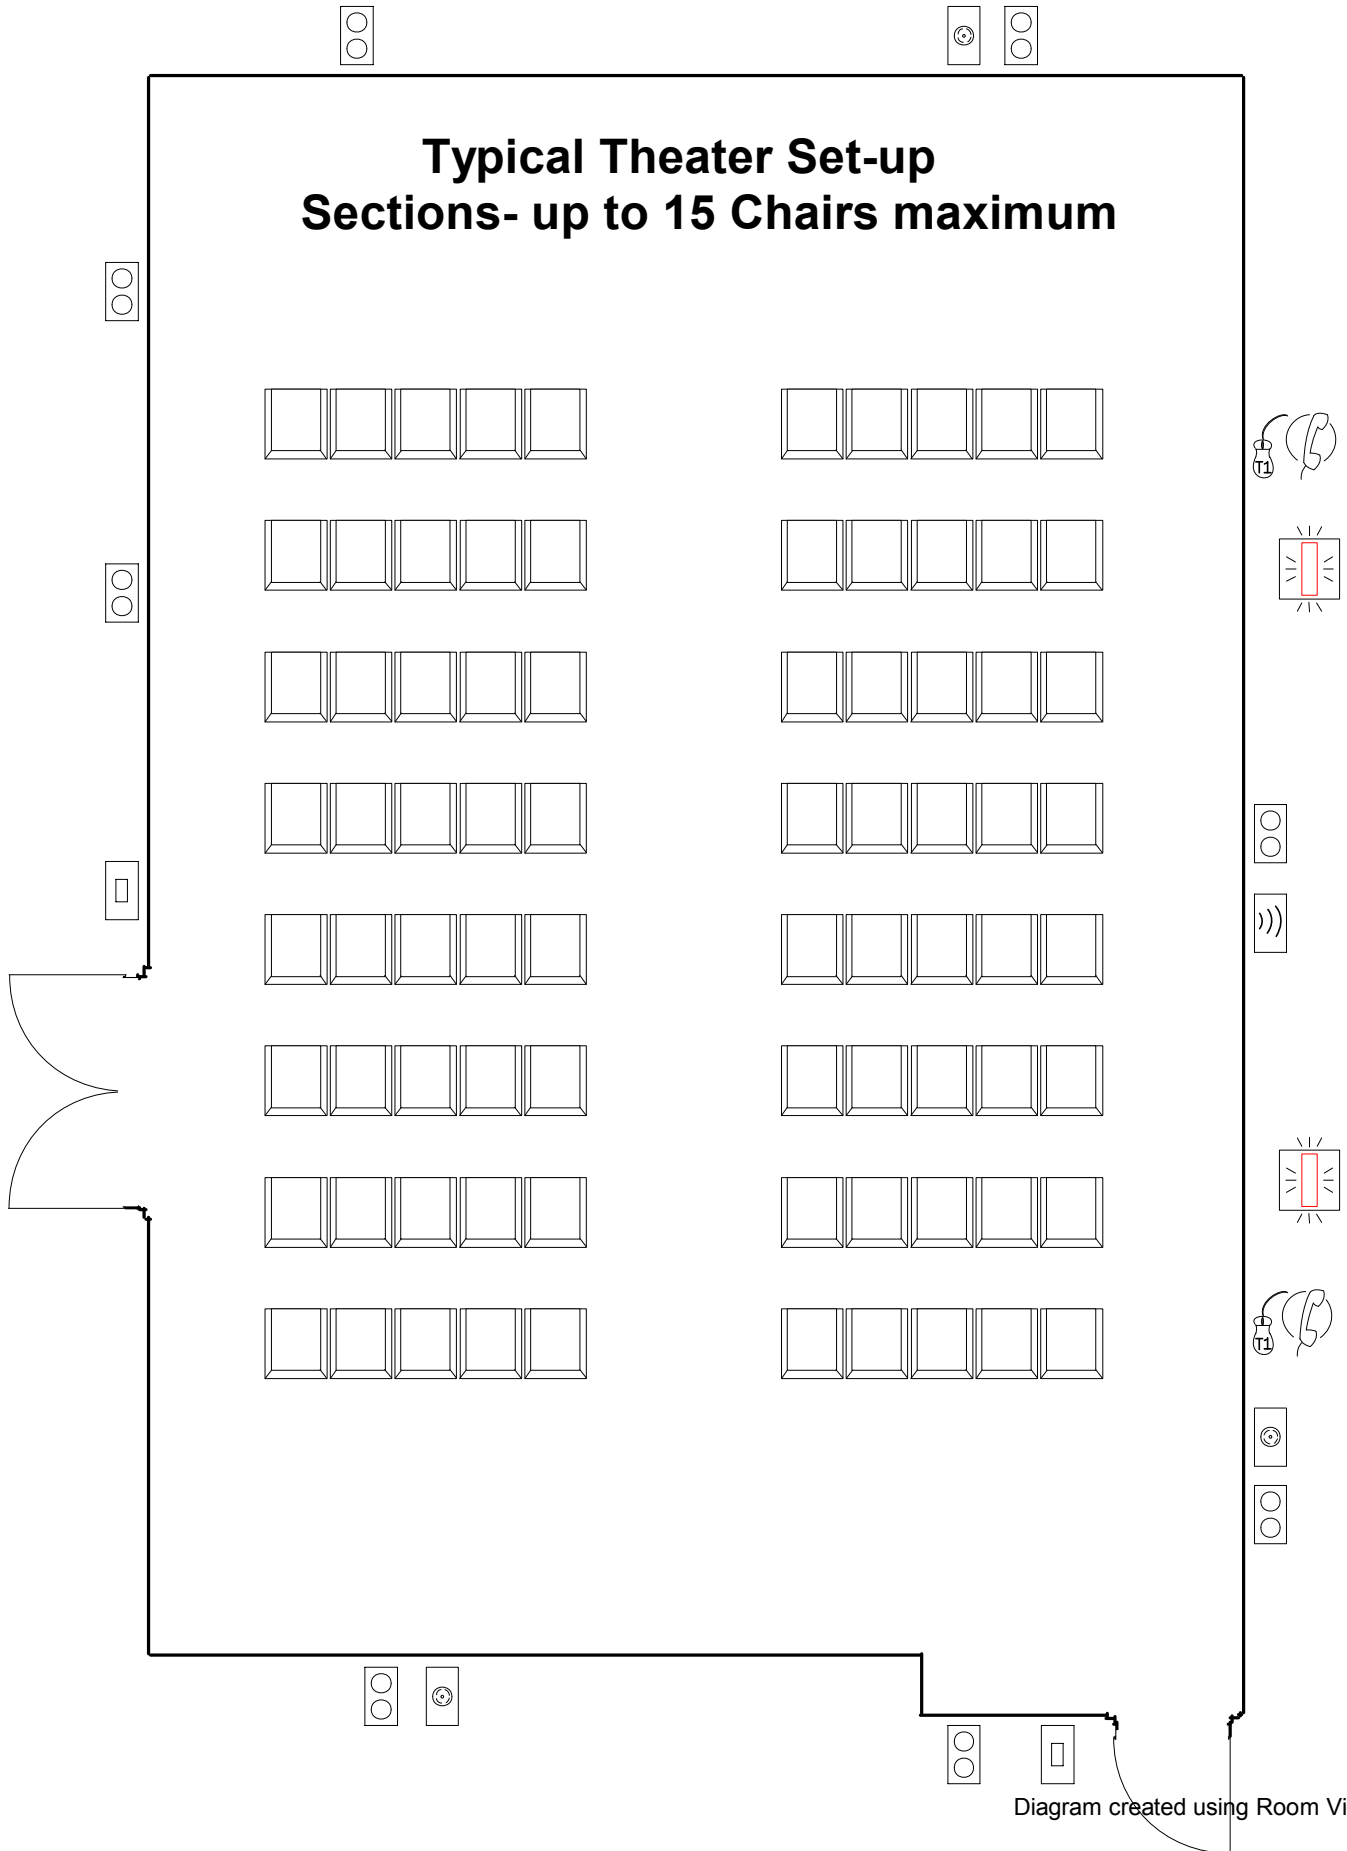 Typical Theater Set-up
Sections- up to 15 Chairs maximum
T1
T1
Diagram created using Room Vi